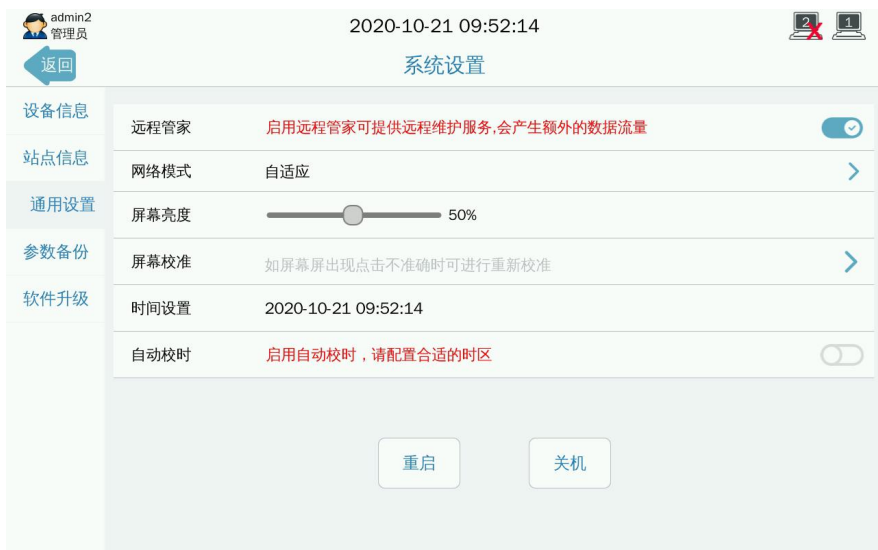 admin2
管理员
2020-10-21 09:52:14
2
1
返回
系统设置
设备信息
站点信息
通用设置
参数备份
软件升级
远程管家 启用远程管家可提供远程维护服务,会产生额外的数据流量
网络模式 自适应
屏幕亮度 50%
屏幕校准 如屏幕屏出现点击不准确时可进行重新校准
时间设置 2020-10-21 09:52:14
自动校时 启用自动校时，请配置合适的时区
重启 关机